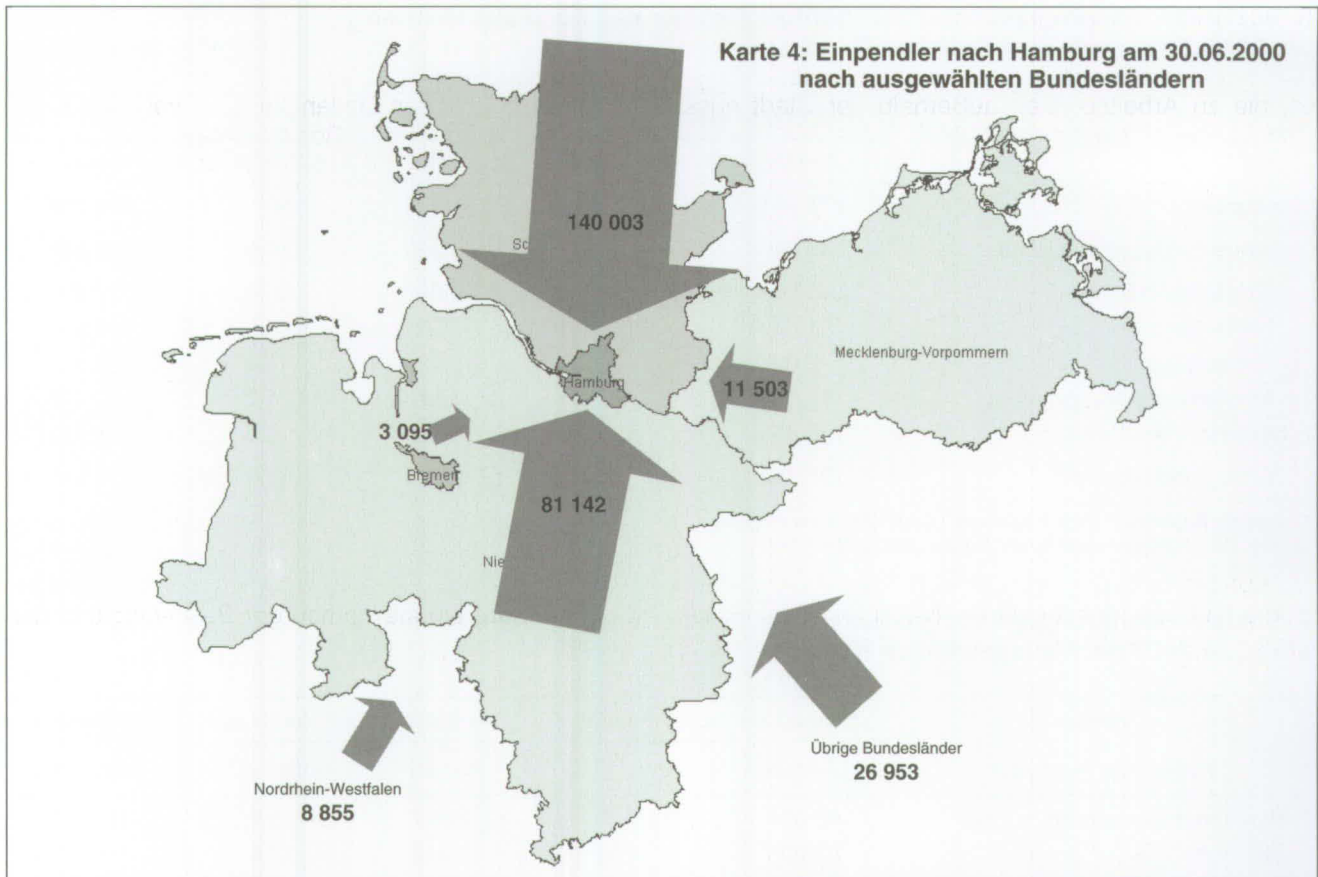 Karte 4: Einpendler nach Hamburg am 30.06.2000
nach ausgewählten Bundesländern
140 003
Mecklenburg-Vorpommern
Hamburg
11 503
3 095
Bremen
81 142
Übrige Bundesländer
26 953
Nordrhein-Westfalen
8 855